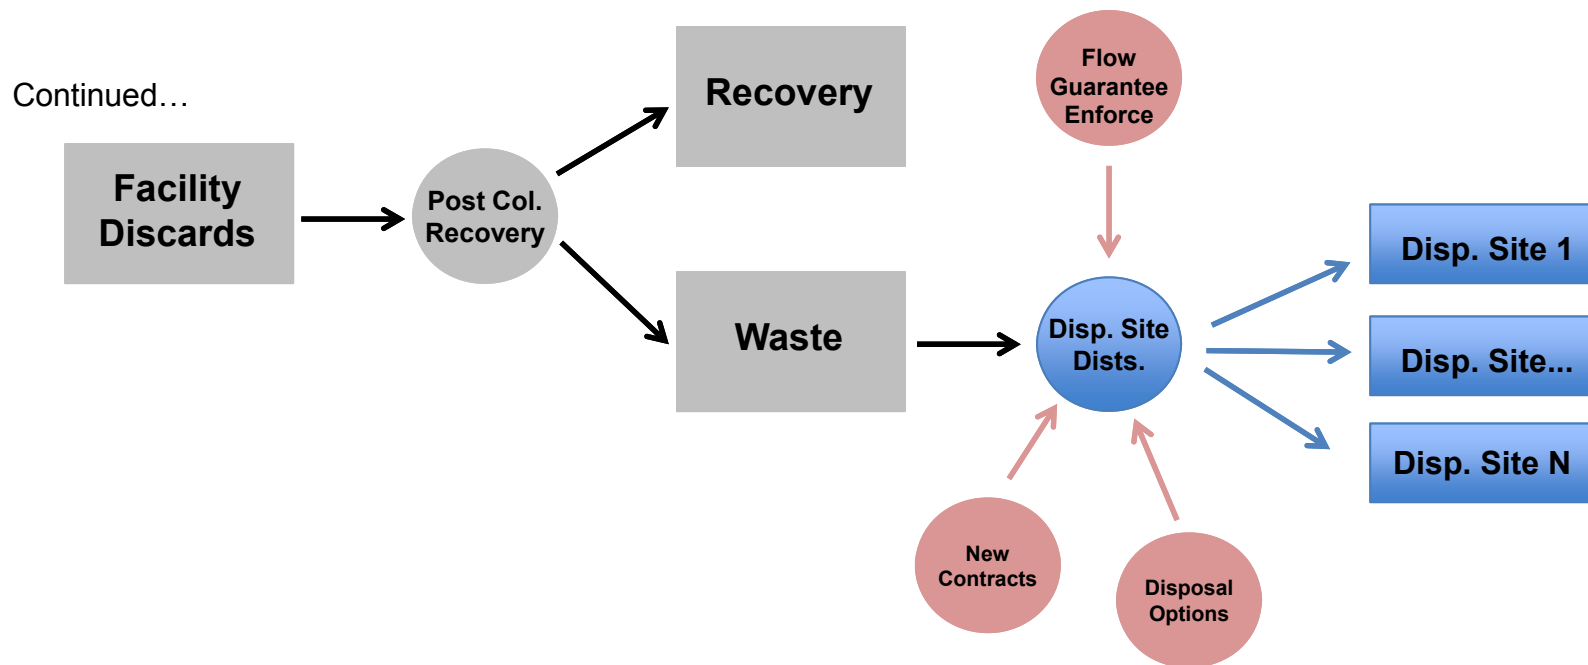 Continued…
Facility
Discards
Post Col.
Recovery
Recovery
Waste
Flow
Guarantee
Enforce
Disp. Site
Dists.
New
Contracts
Disposal
Options
Disp. Site 1
Disp. Site...
Disp. Site N